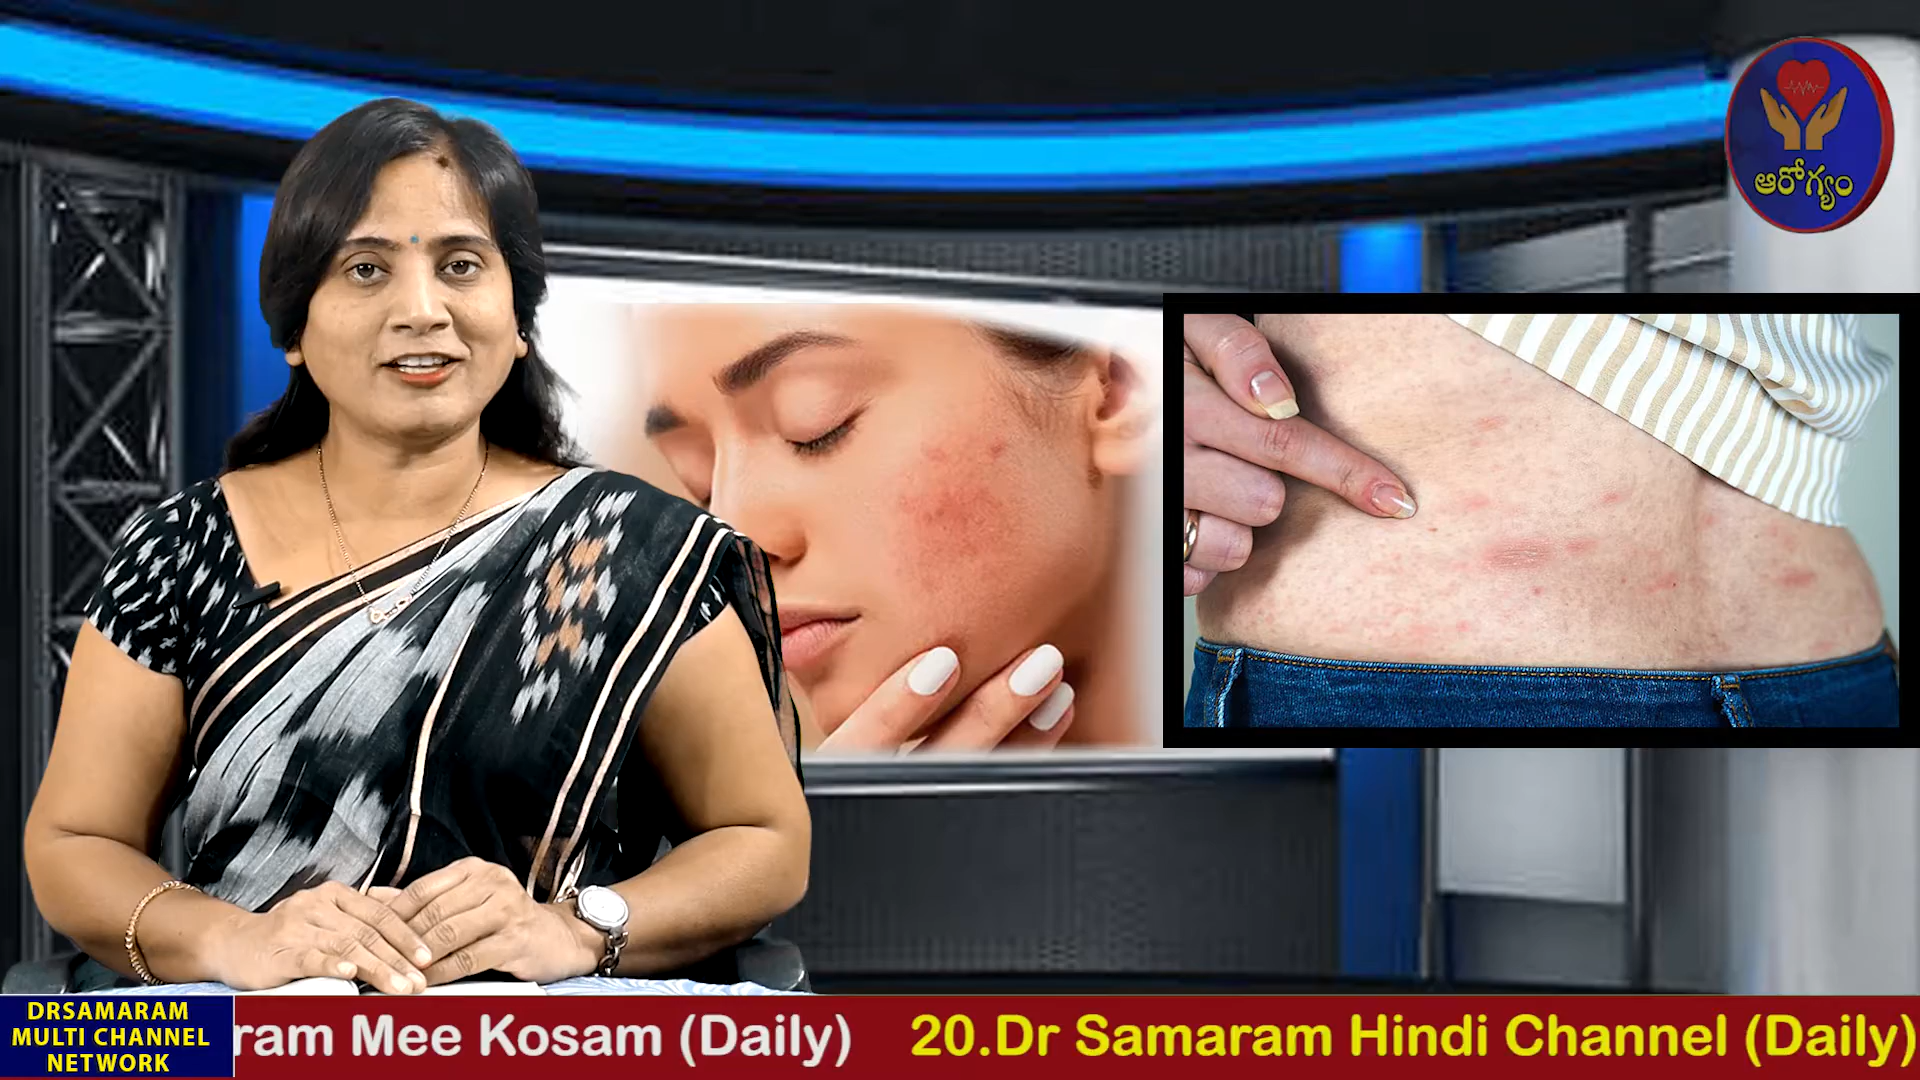 ఆరోగ్యం
DRSAMARAM
MULTI CHANNEL
NETWORK
ram Mee Kosam (Daily)
20.Dr Samaram Hindi Channel (Daily)